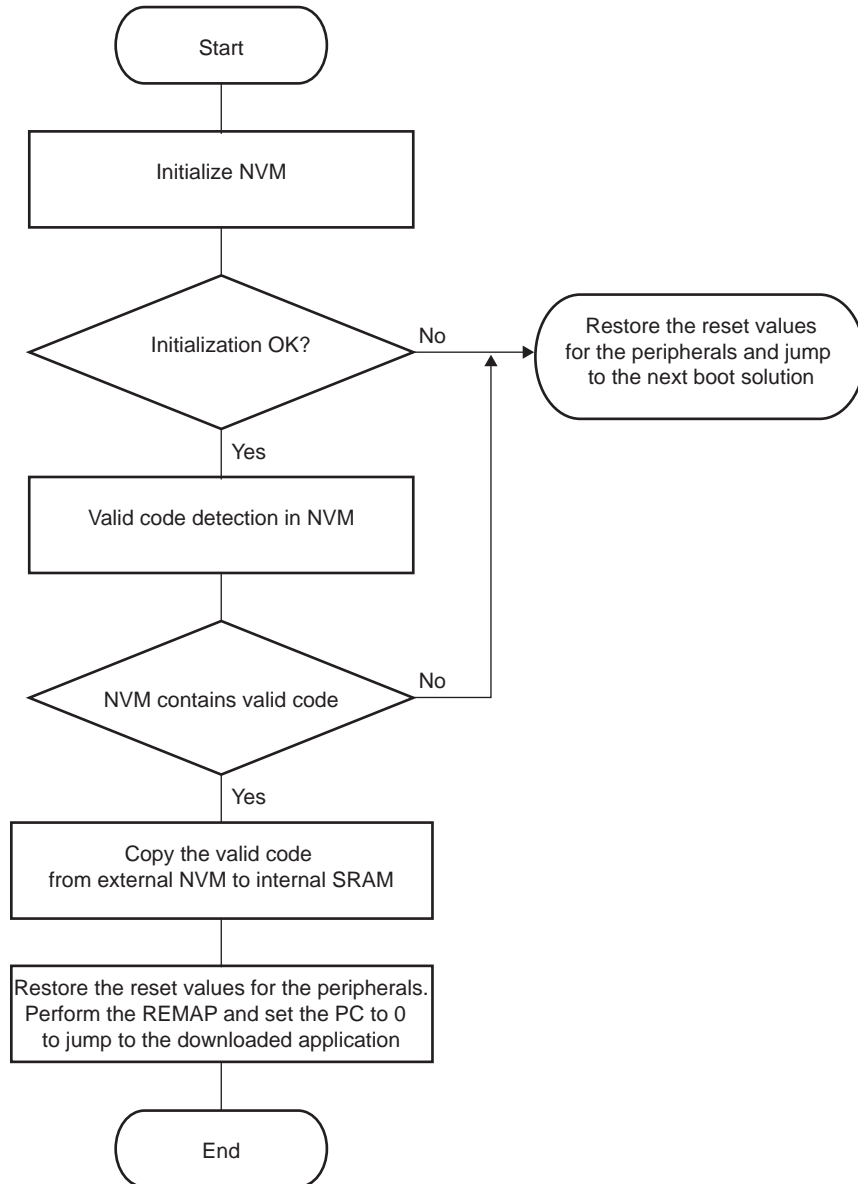 Start
Initialize NVM
Initialization OK?
No
Restore the reset values
for the peripherals and jump
to the next boot solution
Yes
Valid code detection in NVM
NVM contains valid code
No
Yes
Copy the valid code
from external NVM to internal SRAM
Restore the reset values for the peripherals.
Perform the REMAP and set the PC to 0
to jump to the downloaded application
End